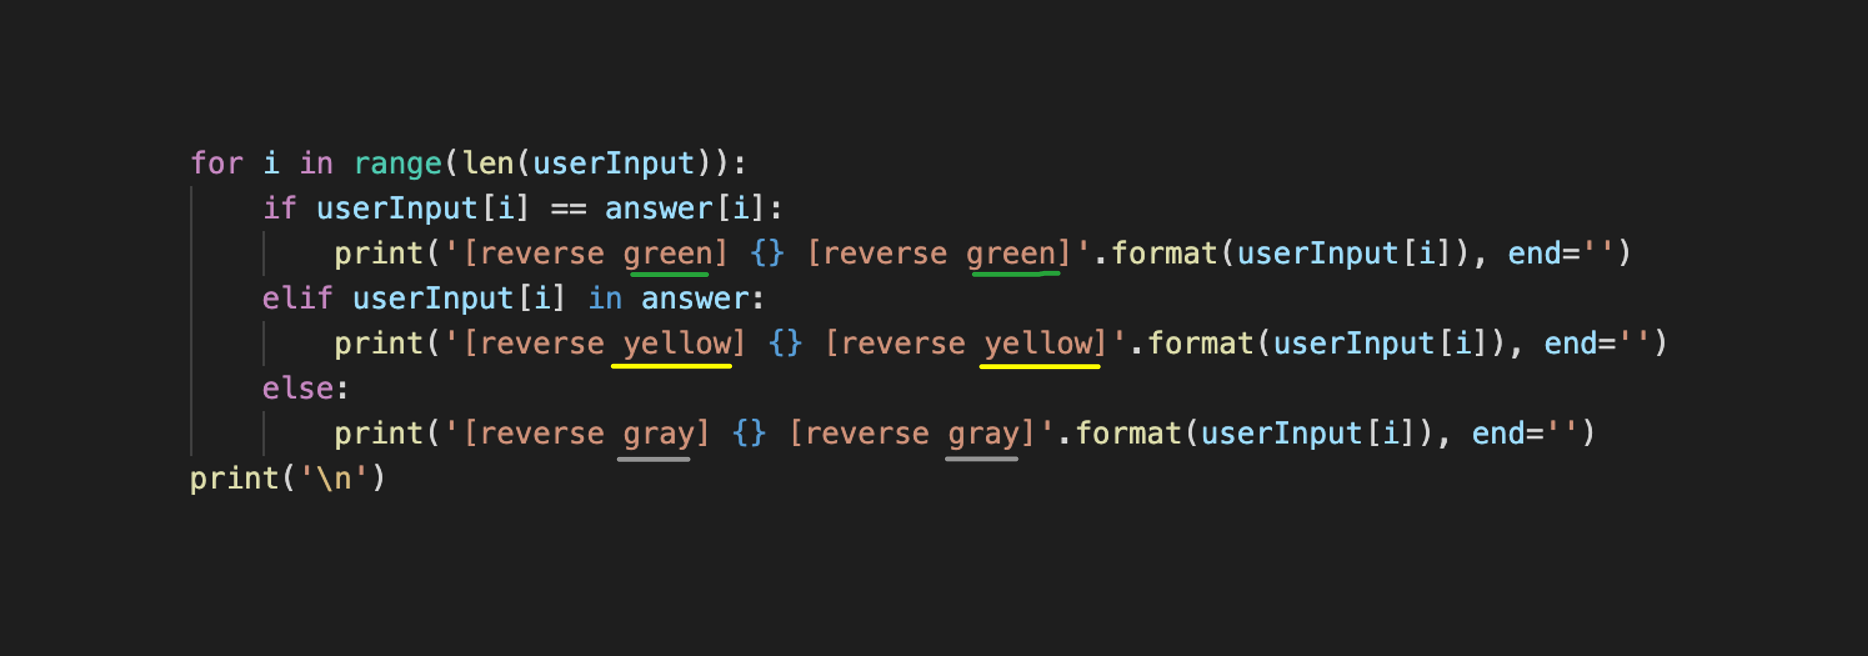 for i in range(len(userInput)):
    if userInput[i] == answer[i]:
        print('[reverse green] {} [reverse green]'.format(userInput[i]), end='')
    elif userInput[i] in answer:
        print('[reverse yellow] {} [reverse yellow]'.format(userInput[i]), end='')
    else:
        print('[reverse gray] {} [reverse gray]'.format(userInput[i]), end='')
print('\n')